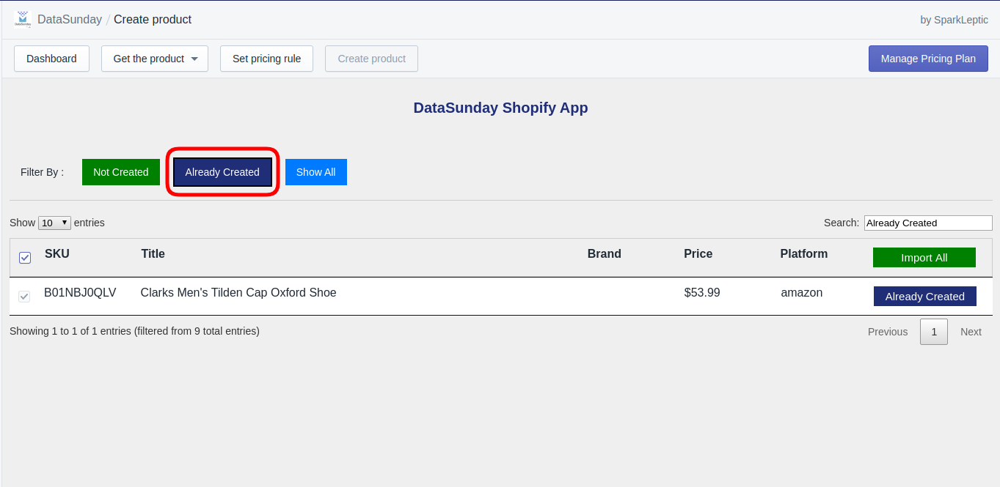 DataSunday / Create product
by SparkLeptic
Dashboard
Get the product
Set pricing rule
Create product
Manage Pricing Plan
DataSunday Shopify App
Filter By :
Not Created
Already Created
Show All
Show 10 entries
Search: Already Created
SKU Title Brand Price Platform Import All
B01NBJ0QLV Clarks Men's Tilden Cap Oxford Shoe $53.99 amazon Already Created
Showing 1 to 1 of 1 entries (filtered from 9 total entries)
Previous 1 Next